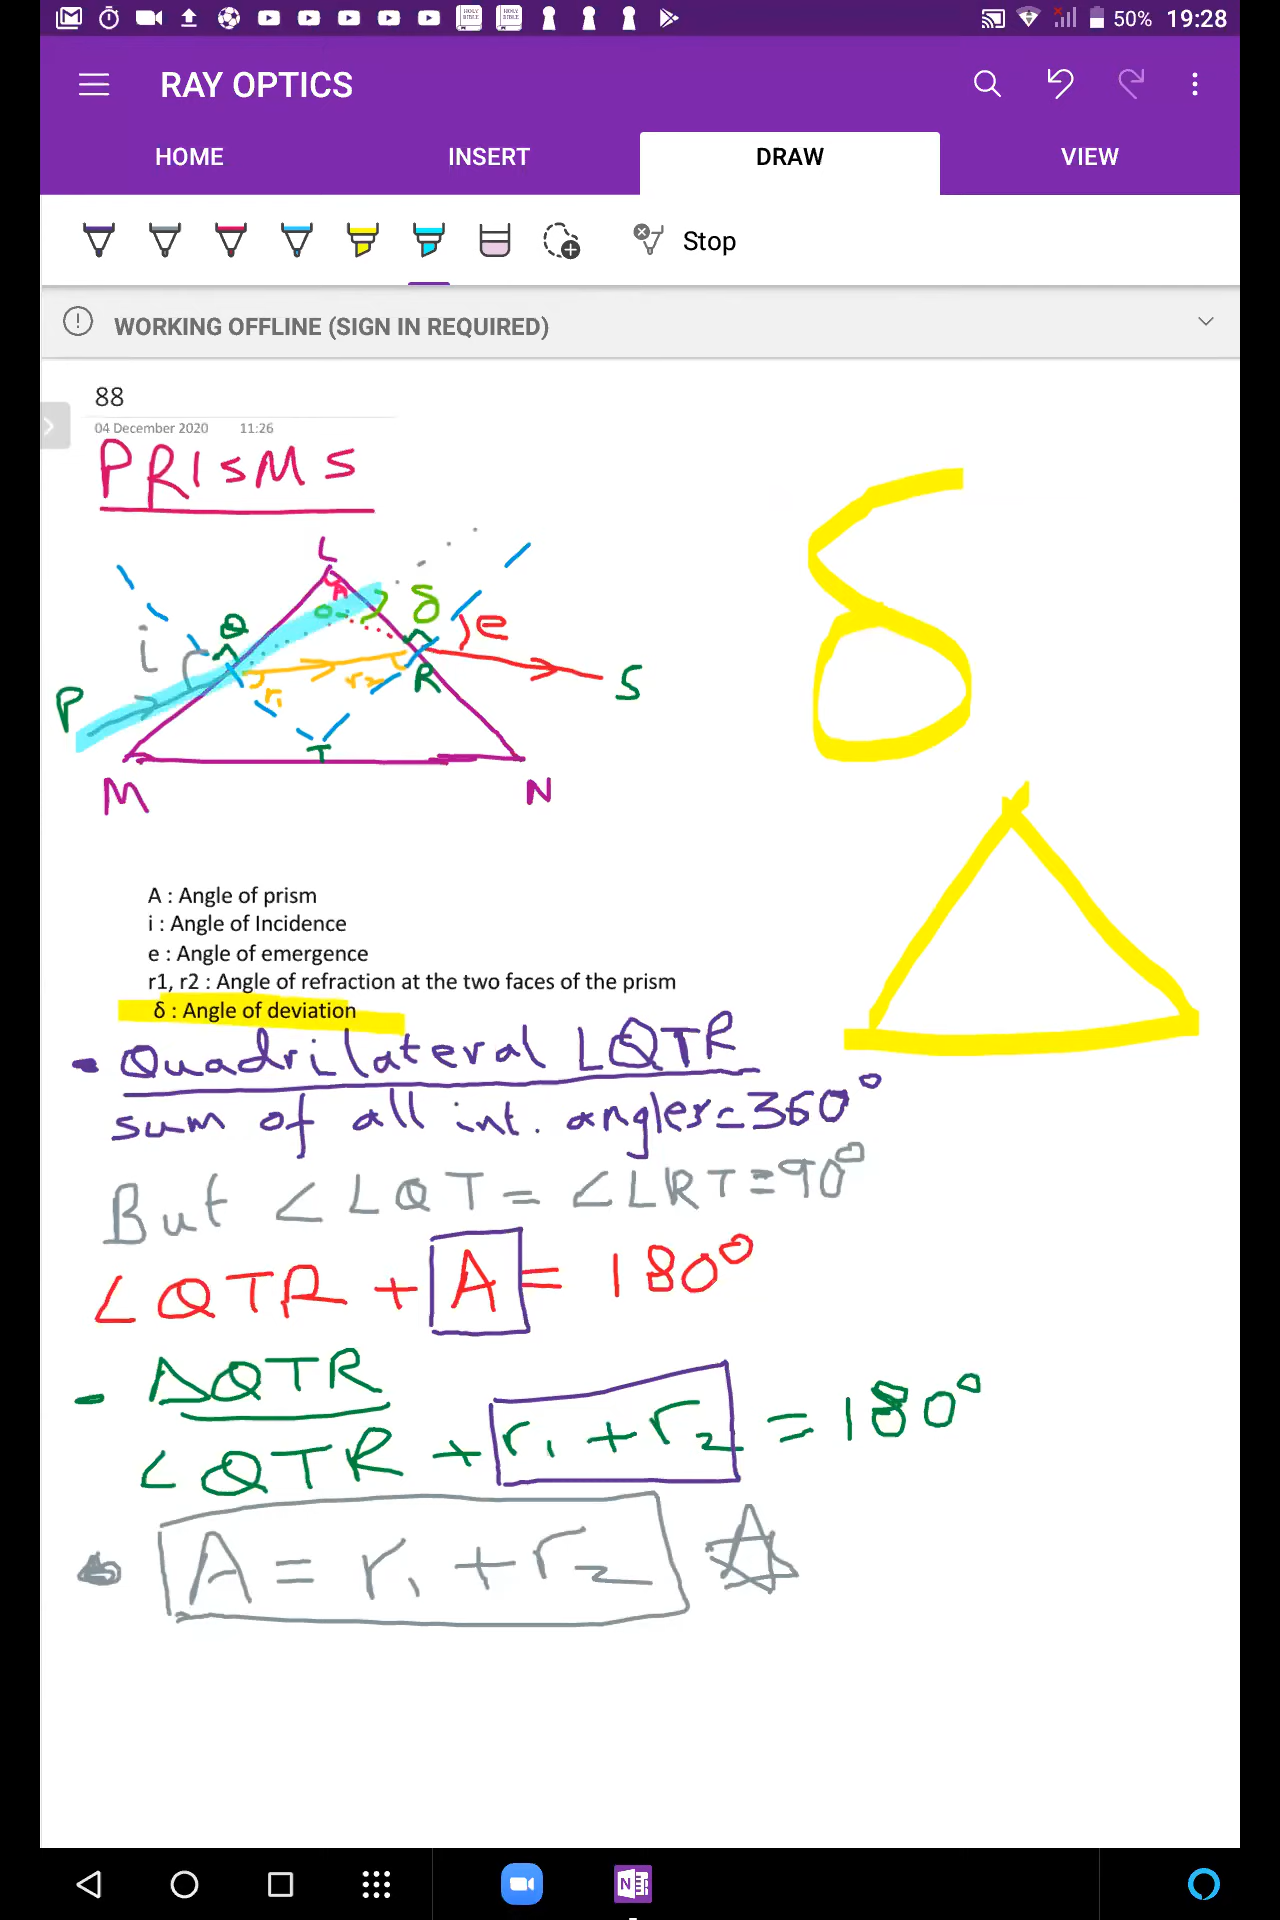 50% 19:28
RAY OPTICS
HOME INSERT DRAW VIEW
Stop
WORKING OFFLINE (SIGN IN REQUIRED)
88
04 December 2020 11:26
PRISMS
L
A
Q
O
δ
i
e
P
r1
r2
R
S
T
M
N
δ
A : Angle of prism
i : Angle of Incidence
e : Angle of emergence
r1, r2 : Angle of refraction at the two faces of the prism
δ : Angle of deviation
- Quadrilateral LQTR
sum of all int. angles = 360°
But ∠LQT = ∠LRT = 90°
∠QTR + A = 180°
- ΔQTR
∠QTR + r1 + r2 = 180°
A = r1 + r2